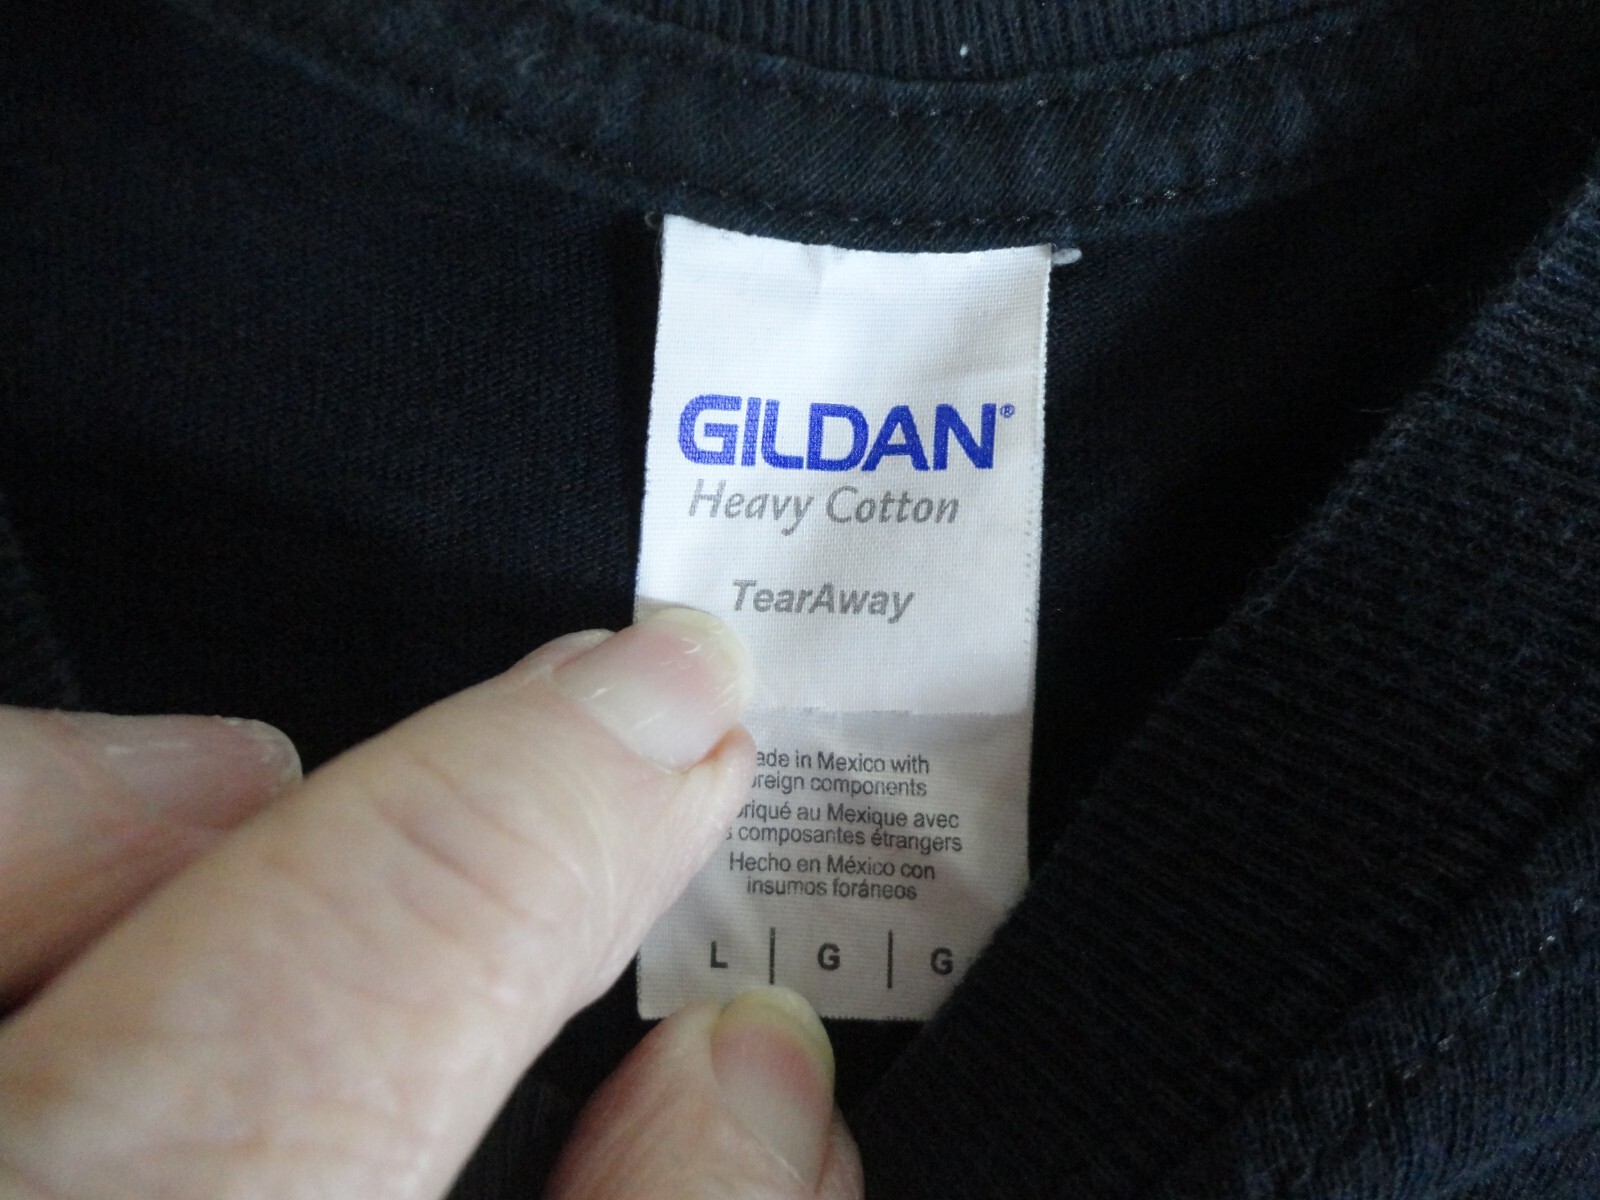 GILDAN®
Heavy Cotton
TearAway
in Mexico with
components
au Mexique avec
composantes étrangers
Hecho en México con
insumos foráneos
L | G | G